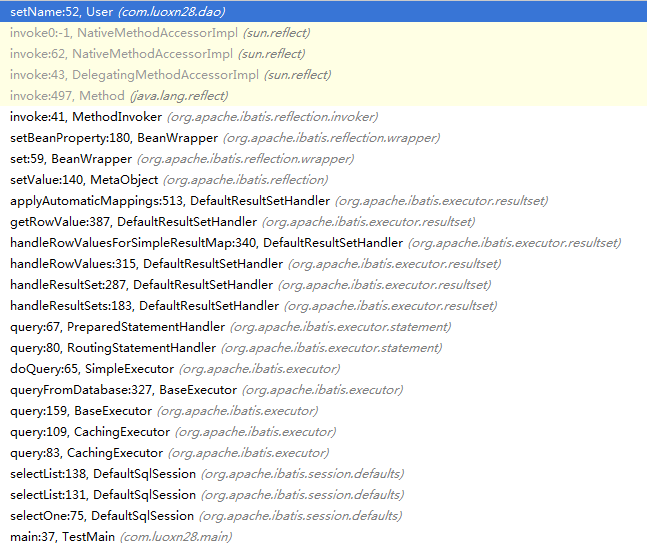 setName:52, User (com.luoxn28.dao)
invoke0:-1, NativeMethodAccessorImpl (sun.reflect)
invoke:62, NativeMethodAccessorImpl (sun.reflect)
invoke:43, DelegatingMethodAccessorImpl (sun.reflect)
invoke:497, Method (java.lang.reflect)
invoke:41, MethodInvoker (org.apache.ibatis.reflection.invoker)
setBeanProperty:180, BeanWrapper (org.apache.ibatis.reflection.wrapper)
set:59, BeanWrapper (org.apache.ibatis.reflection.wrapper)
setValue:140, MetaObject (org.apache.ibatis.reflection)
applyAutomaticMappings:513, DefaultResultSetHandler (org.apache.ibatis.executor.resultset)
getRowValue:387, DefaultResultSetHandler (org.apache.ibatis.executor.resultset)
handleRowValuesForSimpleResultMap:340, DefaultResultSetHandler (org.apache.ibatis.executor.resultset)
handleRowValues:315, DefaultResultSetHandler (org.apache.ibatis.executor.resultset)
handleResultSet:287, DefaultResultSetHandler (org.apache.ibatis.executor.resultset)
handleResultSets:183, DefaultResultSetHandler (org.apache.ibatis.executor.resultset)
query:67, PreparedStatementHandler (org.apache.ibatis.executor.statement)
query:80, RoutingStatementHandler (org.apache.ibatis.executor.statement)
doQuery:65, SimpleExecutor (org.apache.ibatis.executor)
queryFromDatabase:327, BaseExecutor (org.apache.ibatis.executor)
query:159, BaseExecutor (org.apache.ibatis.executor)
query:109, CachingExecutor (org.apache.ibatis.executor)
query:83, CachingExecutor (org.apache.ibatis.executor)
selectList:138, DefaultSqlSession (org.apache.ibatis.session.defaults)
selectList:131, DefaultSqlSession (org.apache.ibatis.session.defaults)
selectOne:75, DefaultSqlSession (org.apache.ibatis.session.defaults)
main:37, TestMain (com.luoxn28.main)